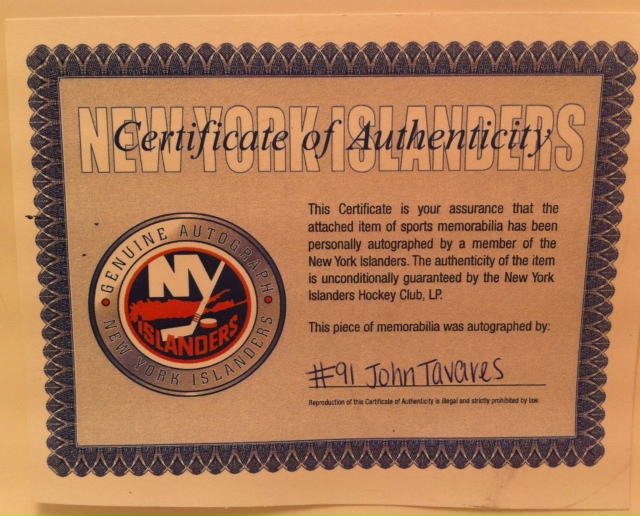 NEW YORK ISLANDERS
Certificate of Authenticity
GENUINE AUTOGRAPH
NY
ISLANDERS
NEW YORK ISLANDERS
This Certificate is your assurance that the
attached item of sports memorabilia has been
personally autographed by a member of the
New York Islanders. The authenticity of the item
is unconditionally guaranteed by the New York
Islanders Hockey Club, LP.
This piece of memorabilia was autographed by:
#91 John Tavares
Reproduction of this Certificate of Authenticity is illegal and strictly prohibited by law.